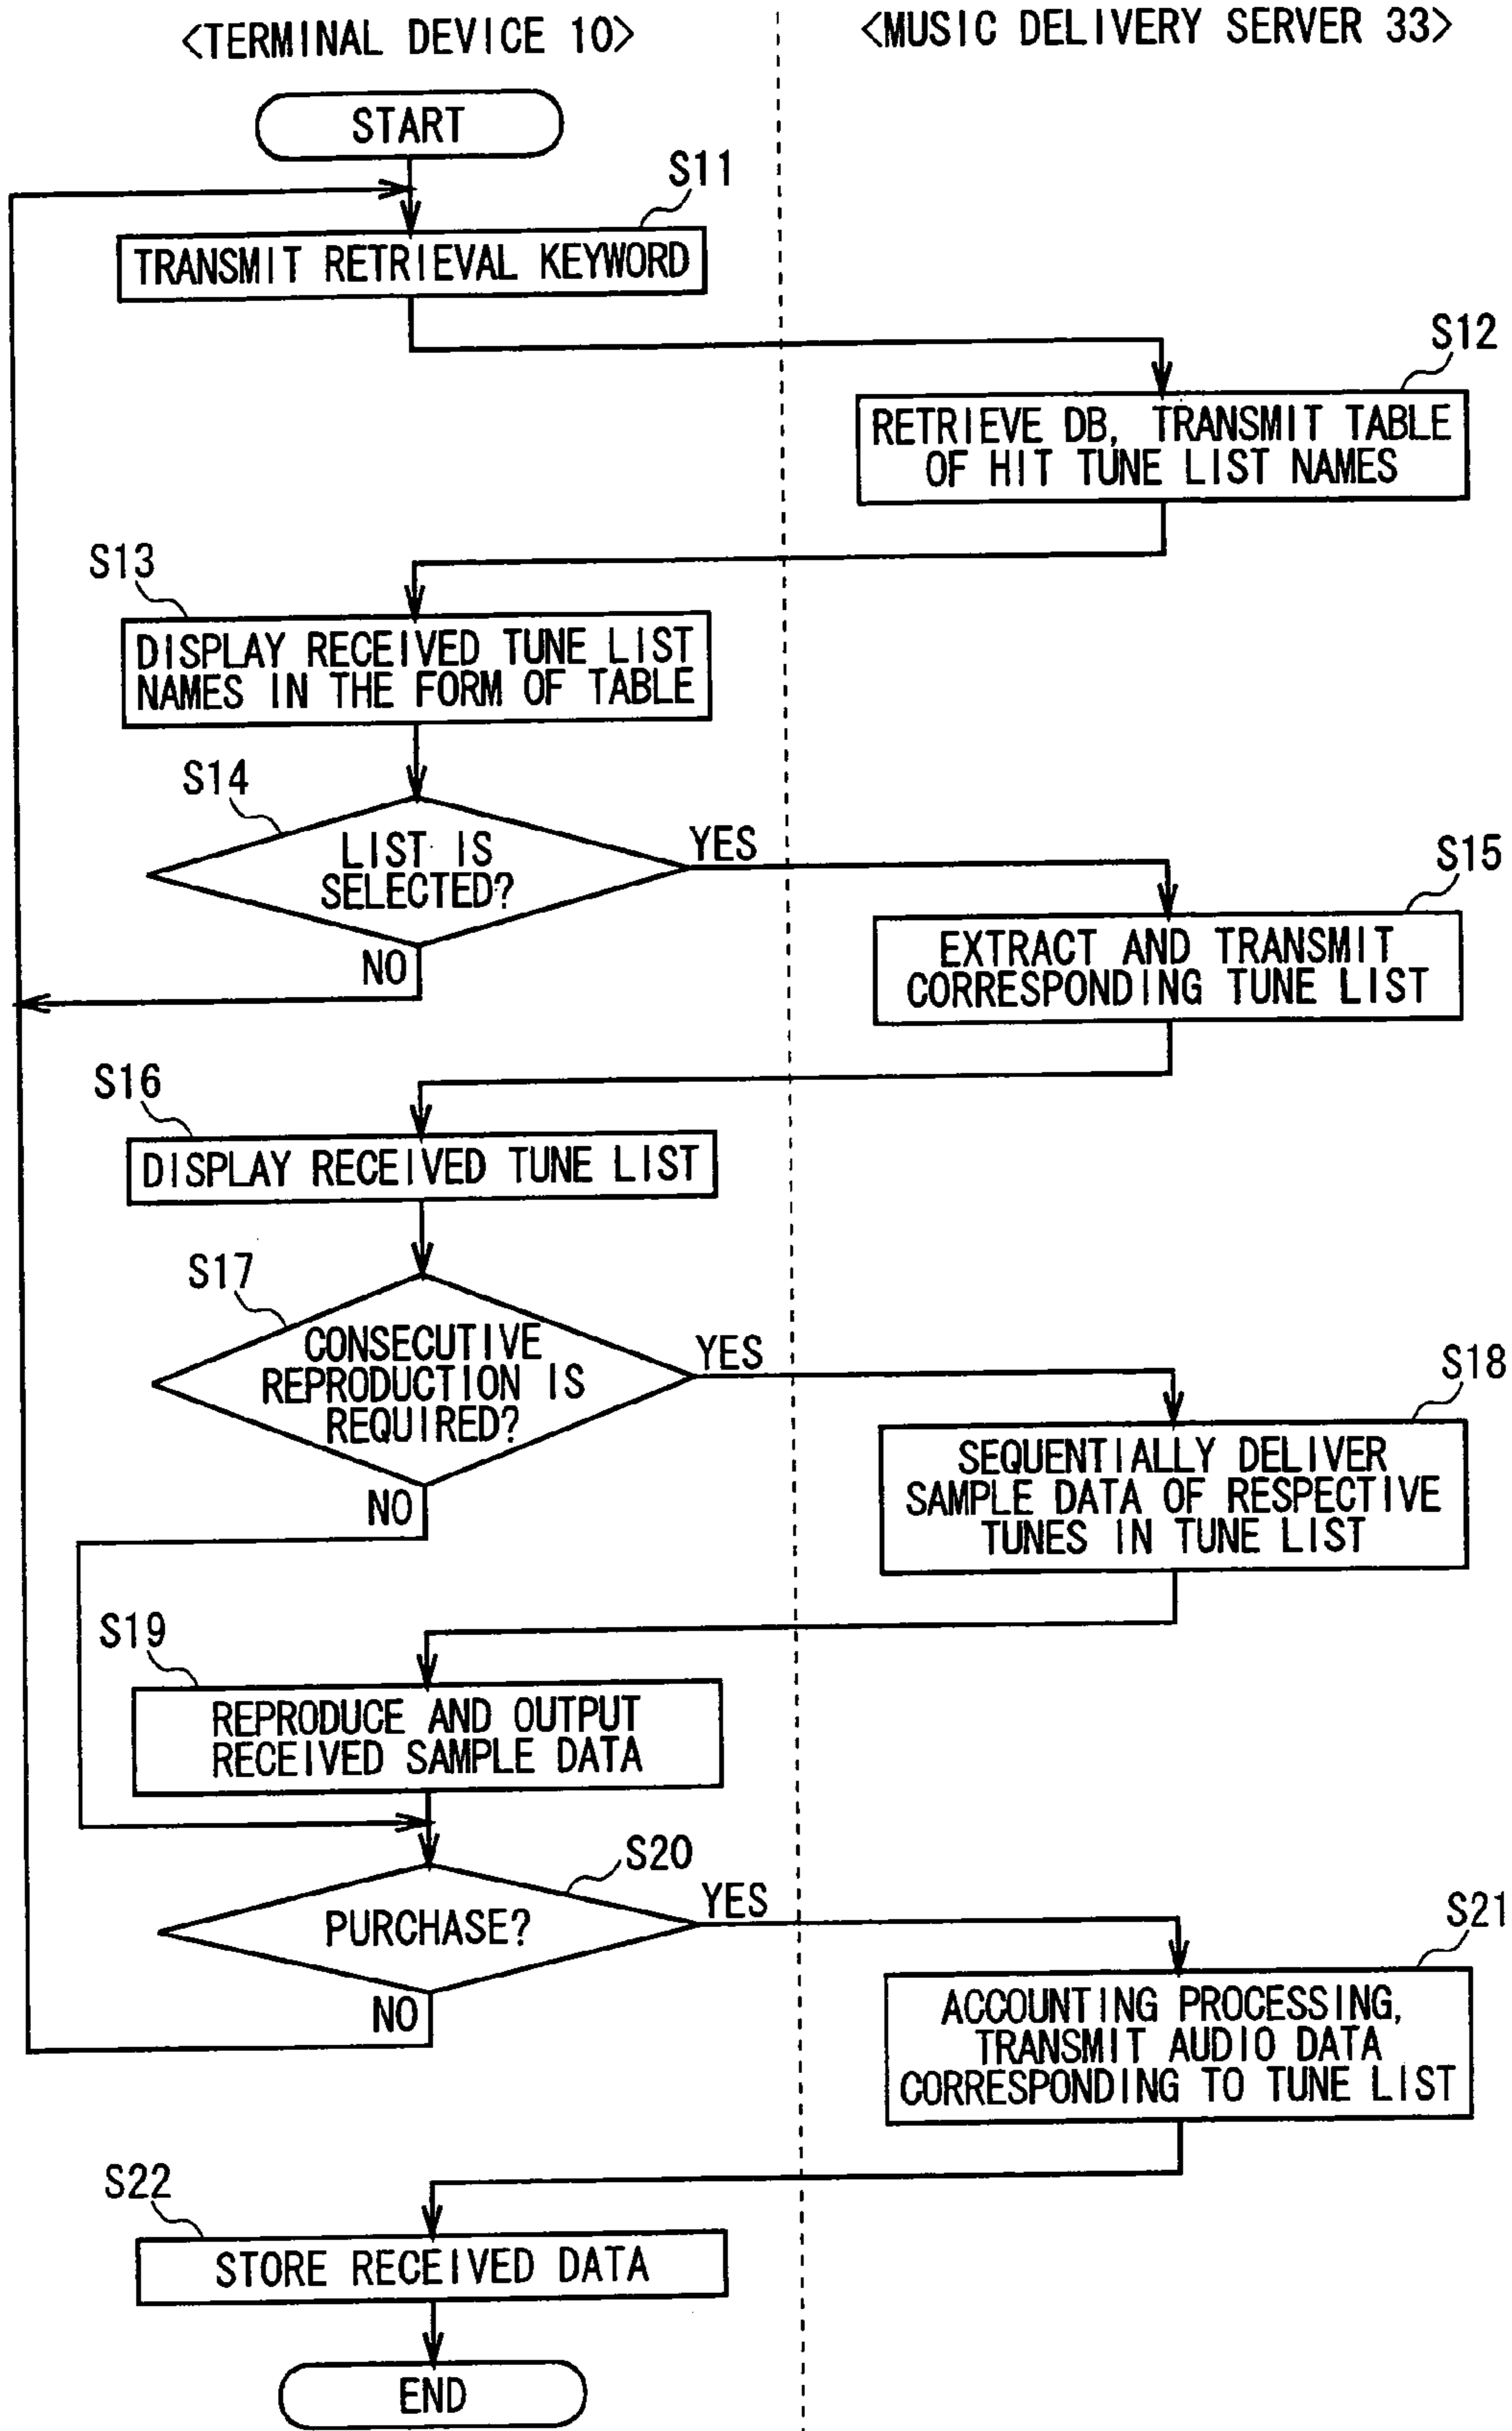 <TERMINAL DEVICE 10>
<MUSIC DELIVERY SERVER 33>
START
S11
TRANSMIT RETRIEVAL KEYWORD
S12
RETRIEVE DB, TRANSMIT TABLE
OF HIT TUNE LIST NAMES
S13
DISPLAY RECEIVED TUNE LIST
NAMES IN THE FORM OF TABLE
S14
LIST IS
SELECTED?
YES
NO
S15
EXTRACT AND TRANSMIT
CORRESPONDING TUNE LIST
S16
DISPLAY RECEIVED TUNE LIST
S17
CONSECUTIVE
REPRODUCTION IS
REQUIRED?
YES
NO
S18
SEQUENTIALLY DELIVER
SAMPLE DATA OF RESPECTIVE
TUNES IN TUNE LIST
S19
REPRODUCE AND OUTPUT
RECEIVED SAMPLE DATA
S20
PURCHASE?
YES
NO
S21
ACCOUNTING PROCESSING,
TRANSMIT AUDIO DATA
CORRESPONDING TO TUNE LIST
S22
STORE RECEIVED DATA
END